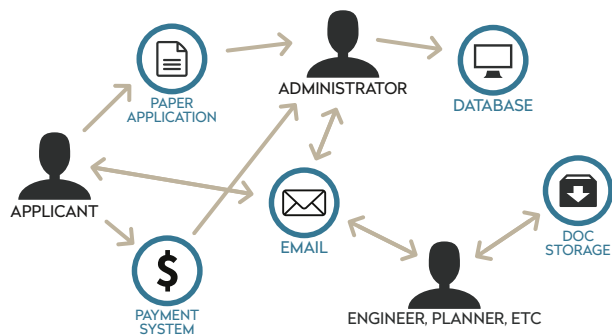 ADMINISTRATOR
PAPER
APPLICATION
DATABASE
APPLICANT
EMAIL
DOC
STORAGE
$
PAYMENT
SYSTEM
ENGINEER, PLANNER, ETC